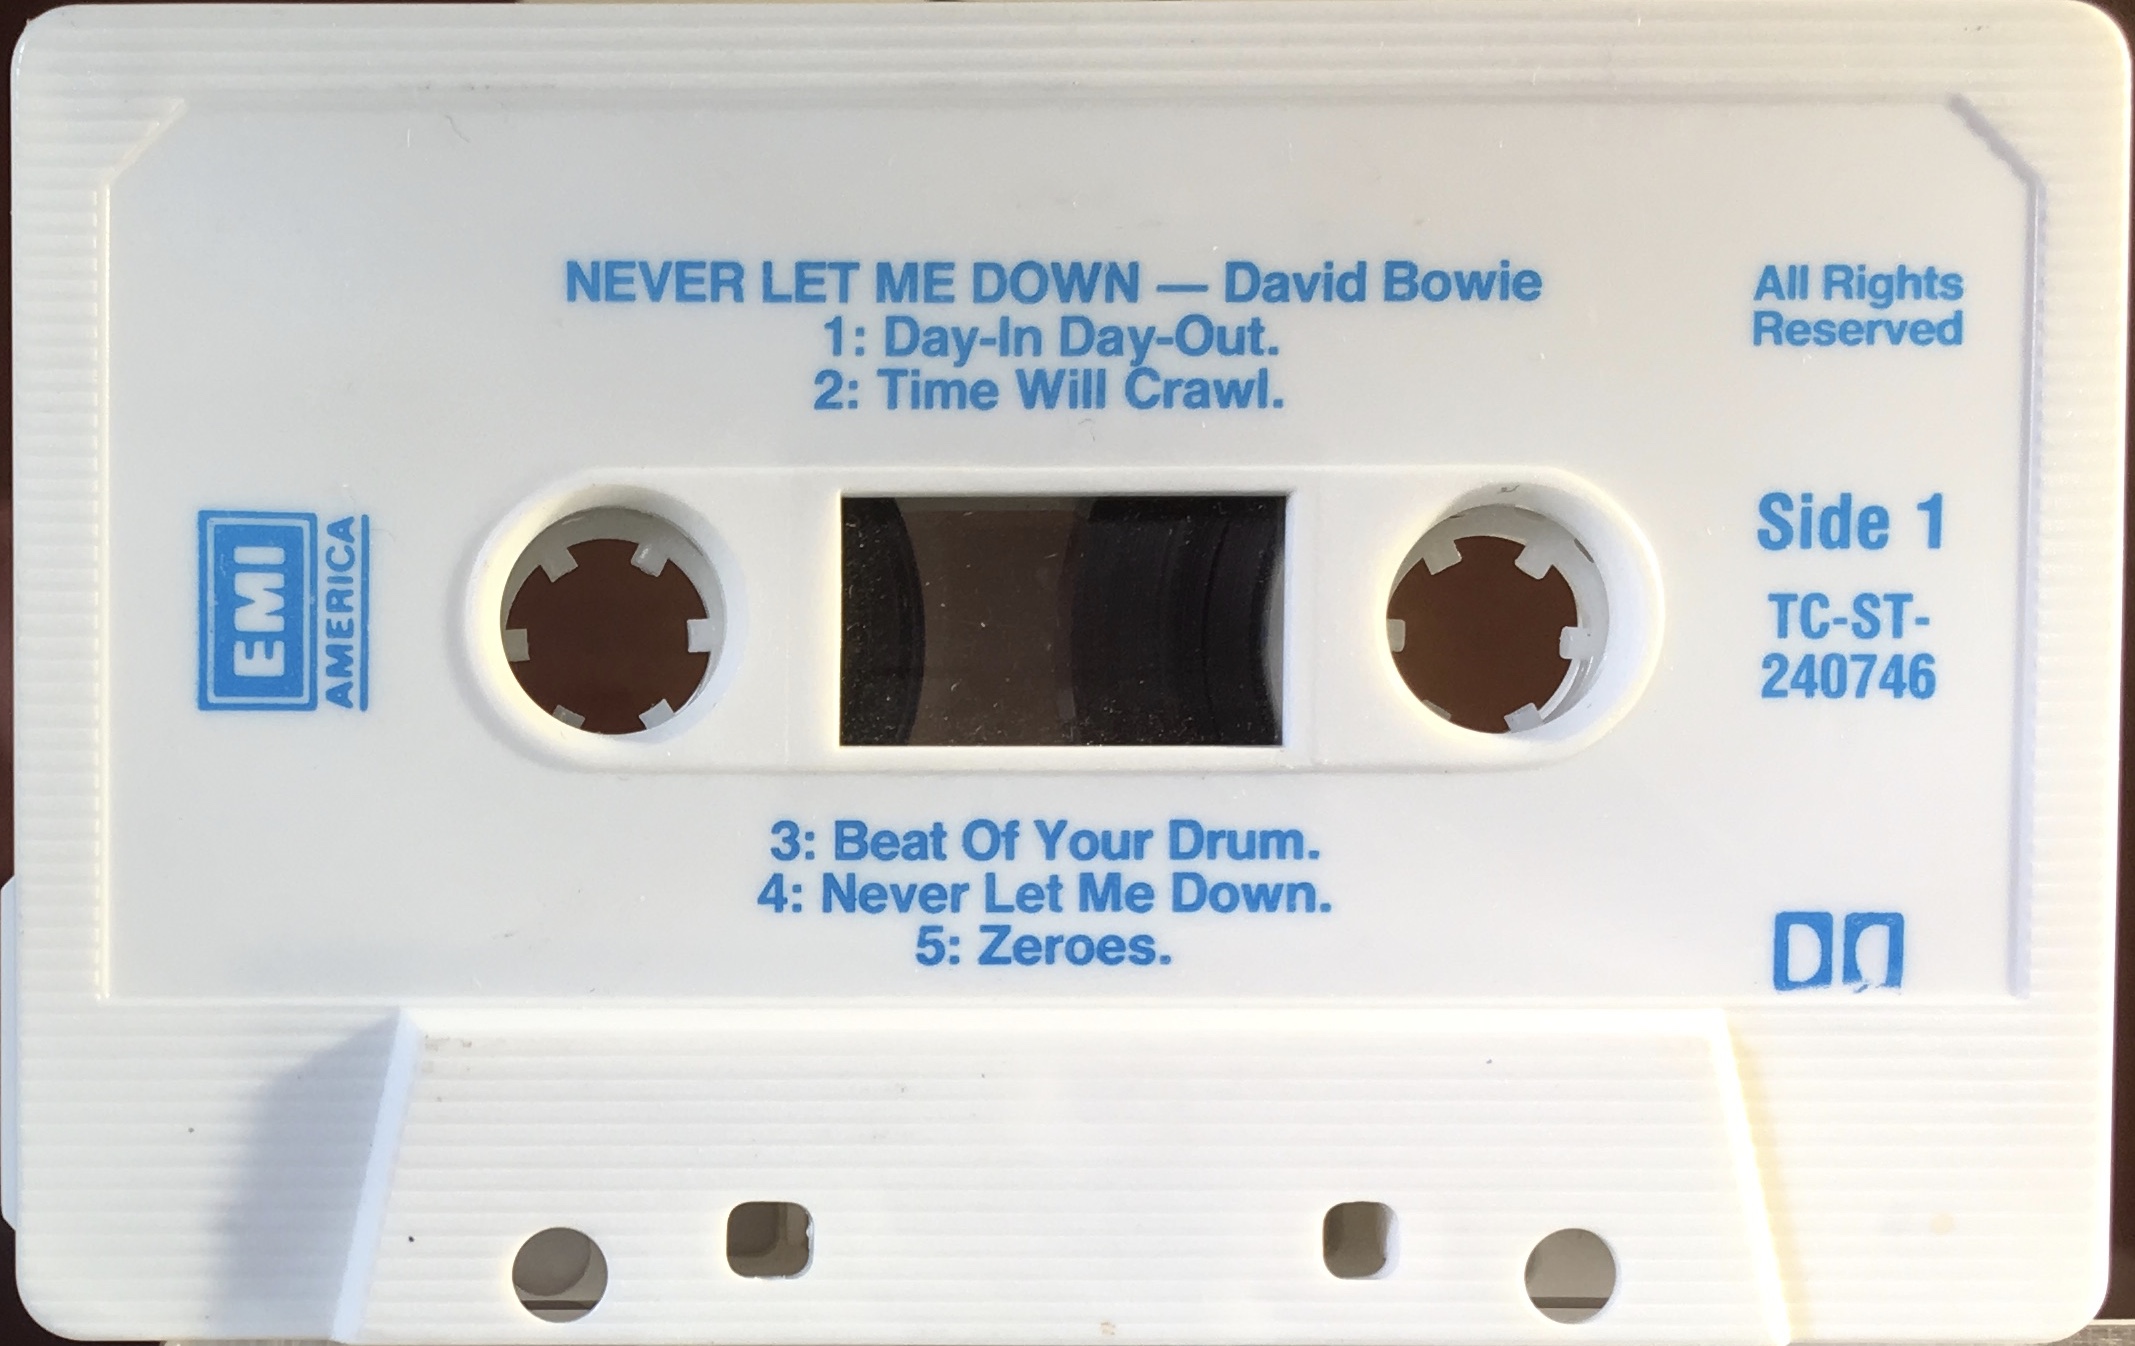 NEVER LET ME DOWN — David Bowie
1: Day-In Day-Out.
2: Time Will Crawl.
All Rights
Reserved
EMI
AMERICA
Side 1
TC-ST-
240746
3: Beat Of Your Drum.
4: Never Let Me Down.
5: Zeroes.